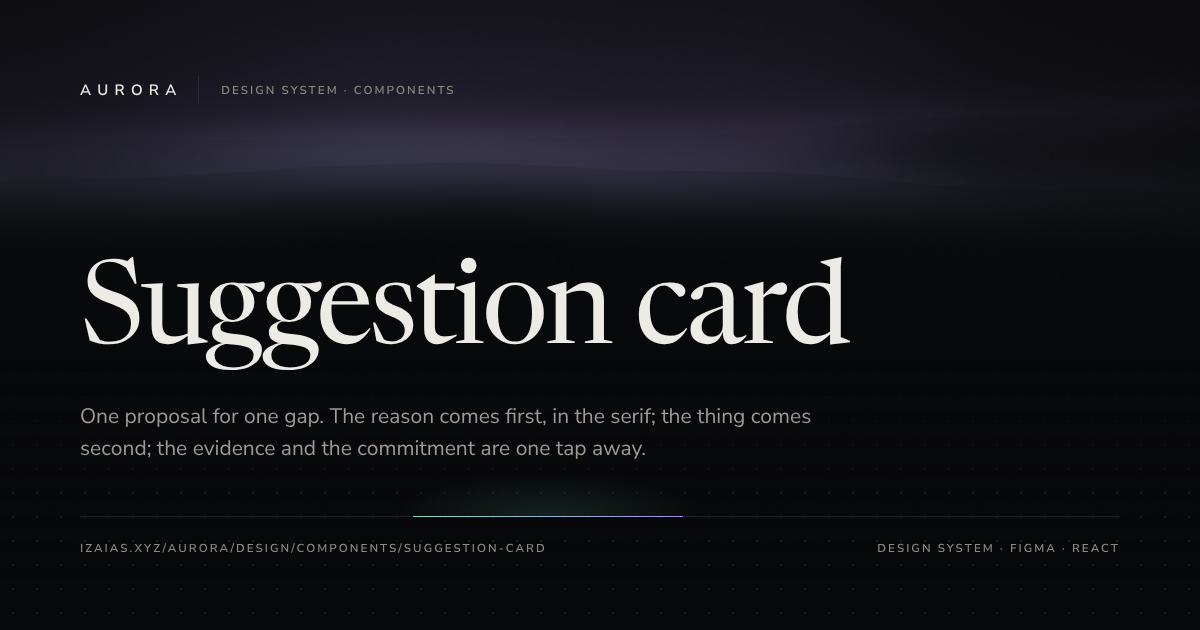 AURORA
DESIGN SYSTEM · COMPONENTS
Suggestion card
One proposal for one gap. The reason comes first, in the serif; the thing comes
second; the evidence and the commitment are one tap away.
IZAIAS.XYZ/AURORA/DESIGN/COMPONENTS/SUGGESTION-CARD
DESIGN SYSTEM · FIGMA · REACT